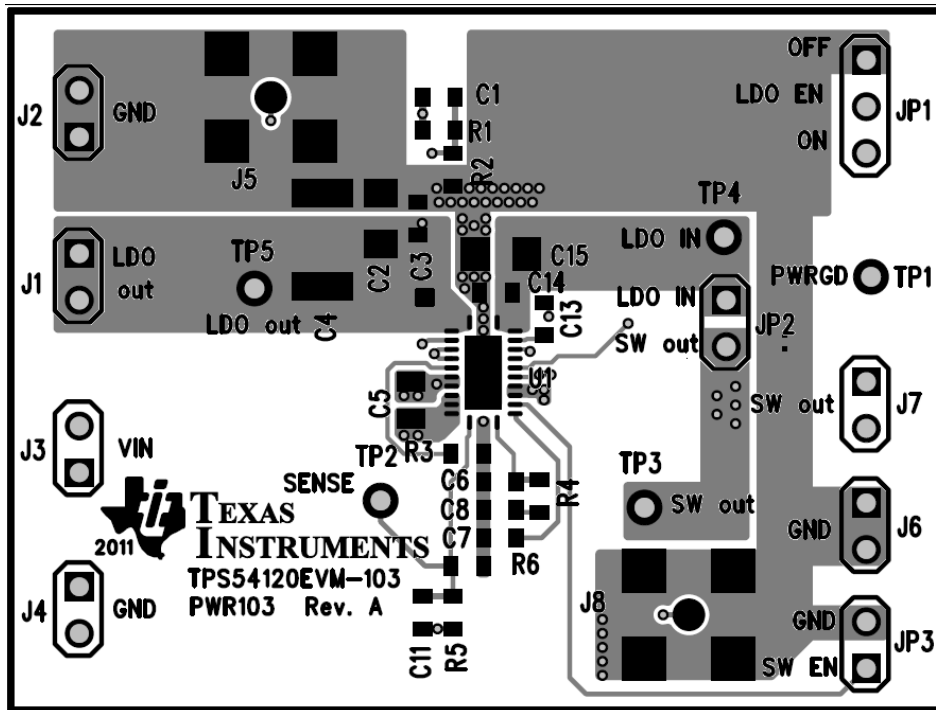 OFF
LDO EN
ON
JP1
J2
GND
J5
C1
R1
R2
TP4
LDO IN
PWRGD
TP1
J1
LDO
out
TP5
LDO out
C4
C2
C3
C15
C14
C13
LDO IN
SW out
JP2
U1
C5
SW out
J7
J3
VIN
R3
TP2
SENSE
C6
C8
C7
R4
R6
TP3
SW out
GND
J6
2011
TEXAS
INSTRUMENTS
TPS54120EVM-103
PWR103 Rev. A
J4
GND
C11
R5
J8
GND
SW EN
JP3